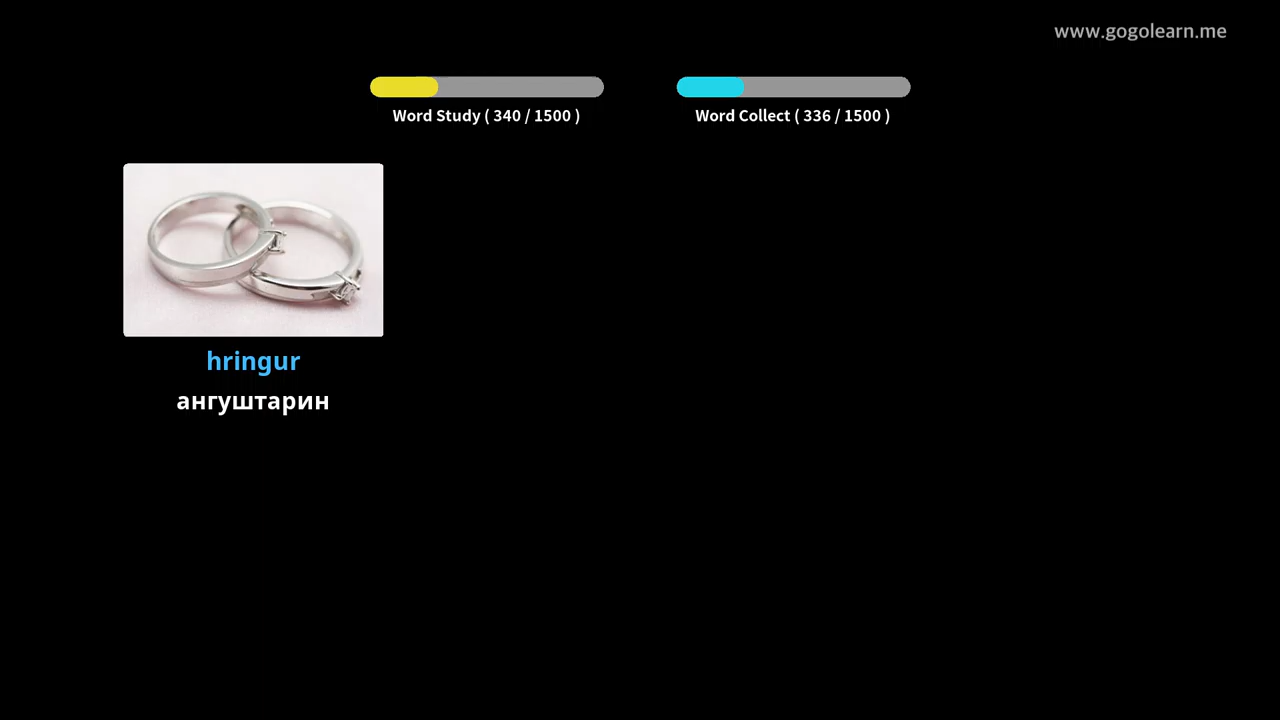 www.gogolearn.me
Word Study ( 340 / 1500 )
Word Collect ( 336 / 1500 )
hringur
ангуштарин